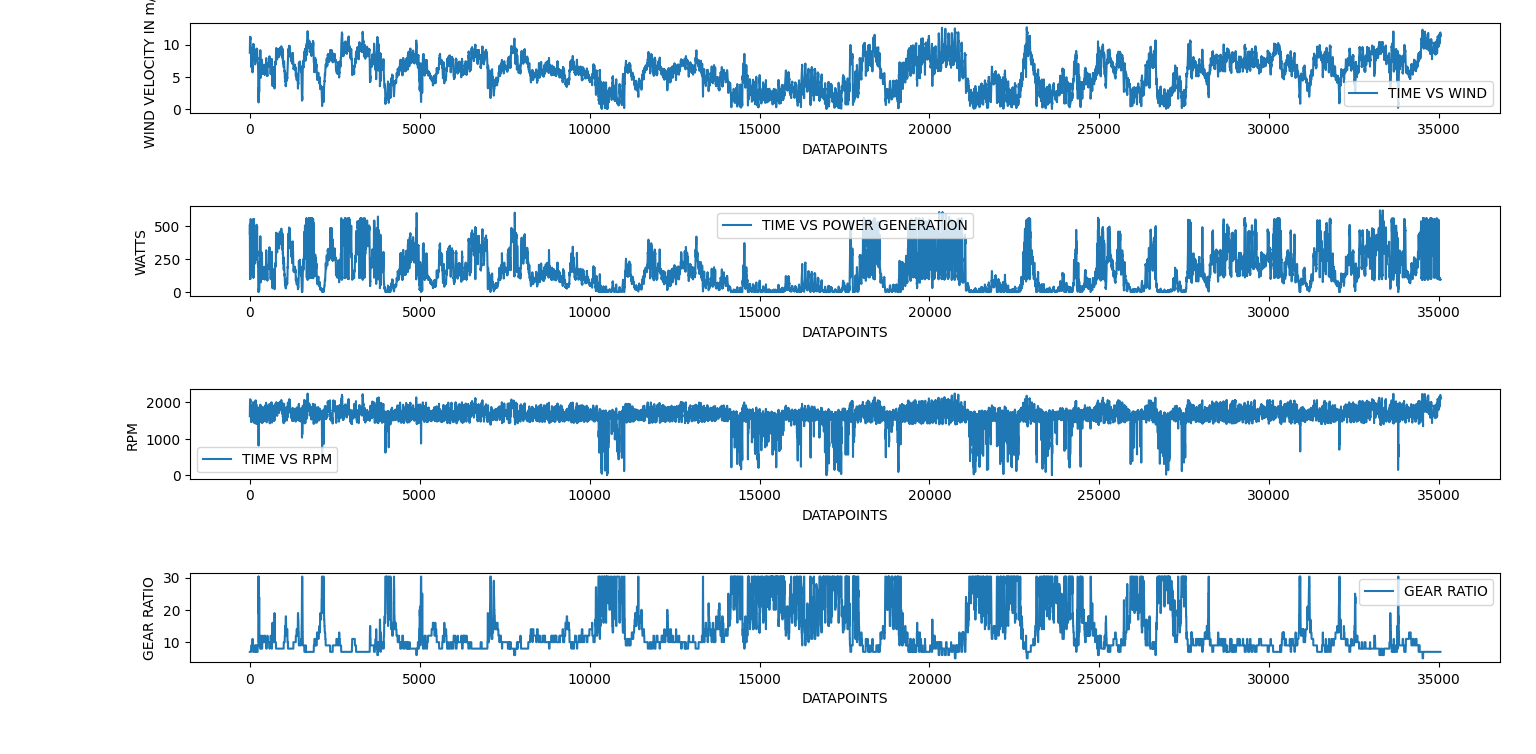 WIND VELOCITY IN m/
10
5
0
TIME VS WIND
0 5000 10000 15000 20000 25000 30000 35000
DATAPOINTS
WATTS
500
250
0
TIME VS POWER GENERATION
0 5000 10000 15000 20000 25000 30000 35000
DATAPOINTS
RPM
2000
1000
0
TIME VS RPM
0 5000 10000 15000 20000 25000 30000 35000
DATAPOINTS
GEAR RATIO
30
20
10
GEAR RATIO
0 5000 10000 15000 20000 25000 30000 35000
DATAPOINTS